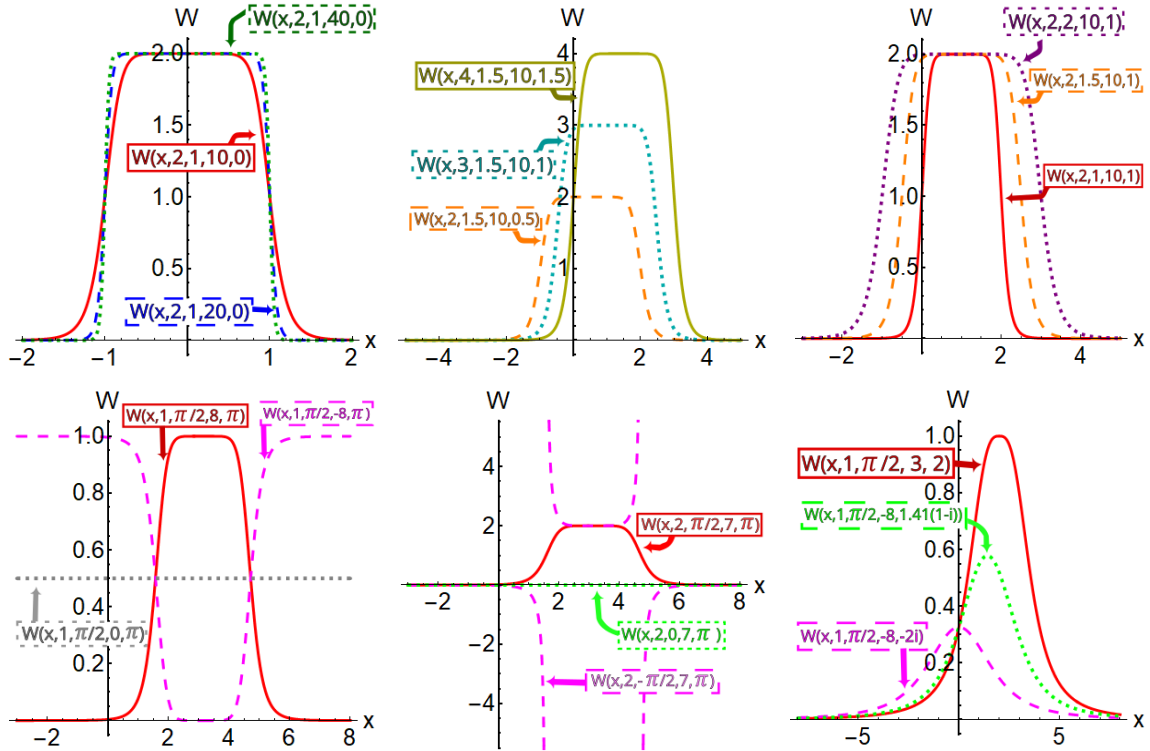 W
W(x,2,1,40,0)
2.0
1.5
W(x,2,1,10,0)
1.0
0.5
W(x,2,1,20,0)
−2 −1 0 1 2 x
W
4
W(x,4,1.5,10,1.5)
3
W(x,3,1.5,10,1)
2
W(x,2,1.5,10,0.5)
1
−4 −2 0 2 4 x
W
W(x,2,2,10,1)
2.0
W(x,2,1.5,10,1)
1.5
W(x,2,1,10,1)
1.0
0.5
−2 0 2 4 x
W
W(x,1,π/2,8,π)
W(x,1,π/2,-8,π)
1.0
0.8
0.6
W(x,1,π/2,0,π)
0.4
0.2
−2 0 2 4 6 8 x
W
4
2
W(x,2,π/2,7,π)
−2 0 2 4 6 8 x
W(x,2,0,7,π)
−2
W(x,2,-π/2,7,π)
−4
W
1.0
W(x,1,π/2,3,2)
0.8
W(x,1,π/2,-8,1.41(1-i))
0.6
0.4
W(x,1,π/2,-8,-2i)
0.2
−5 0 5 x